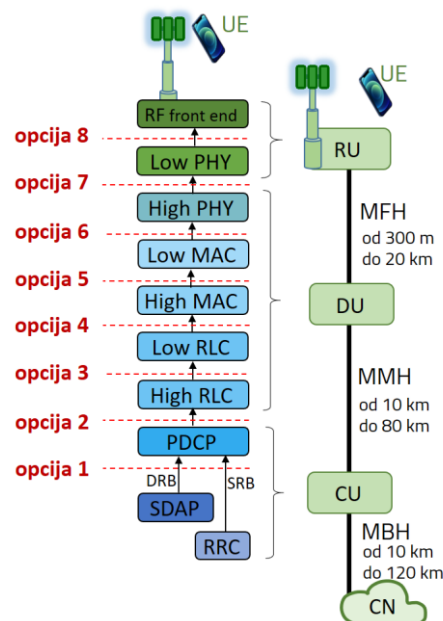 UE
RF front end
opcija 8
Low PHY
opcija 7
High PHY
opcija 6
Low MAC
opcija 5
High MAC
opcija 4
Low RLC
opcija 3
High RLC
opcija 2
PDCP
opcija 1
DRB
SRB
SDAP
RRC
UE
RU
MFH
od 300 m
do 20 km
DU
MMH
od 10 km
do 80 km
CU
MBH
od 10 km
do 120 km
CN